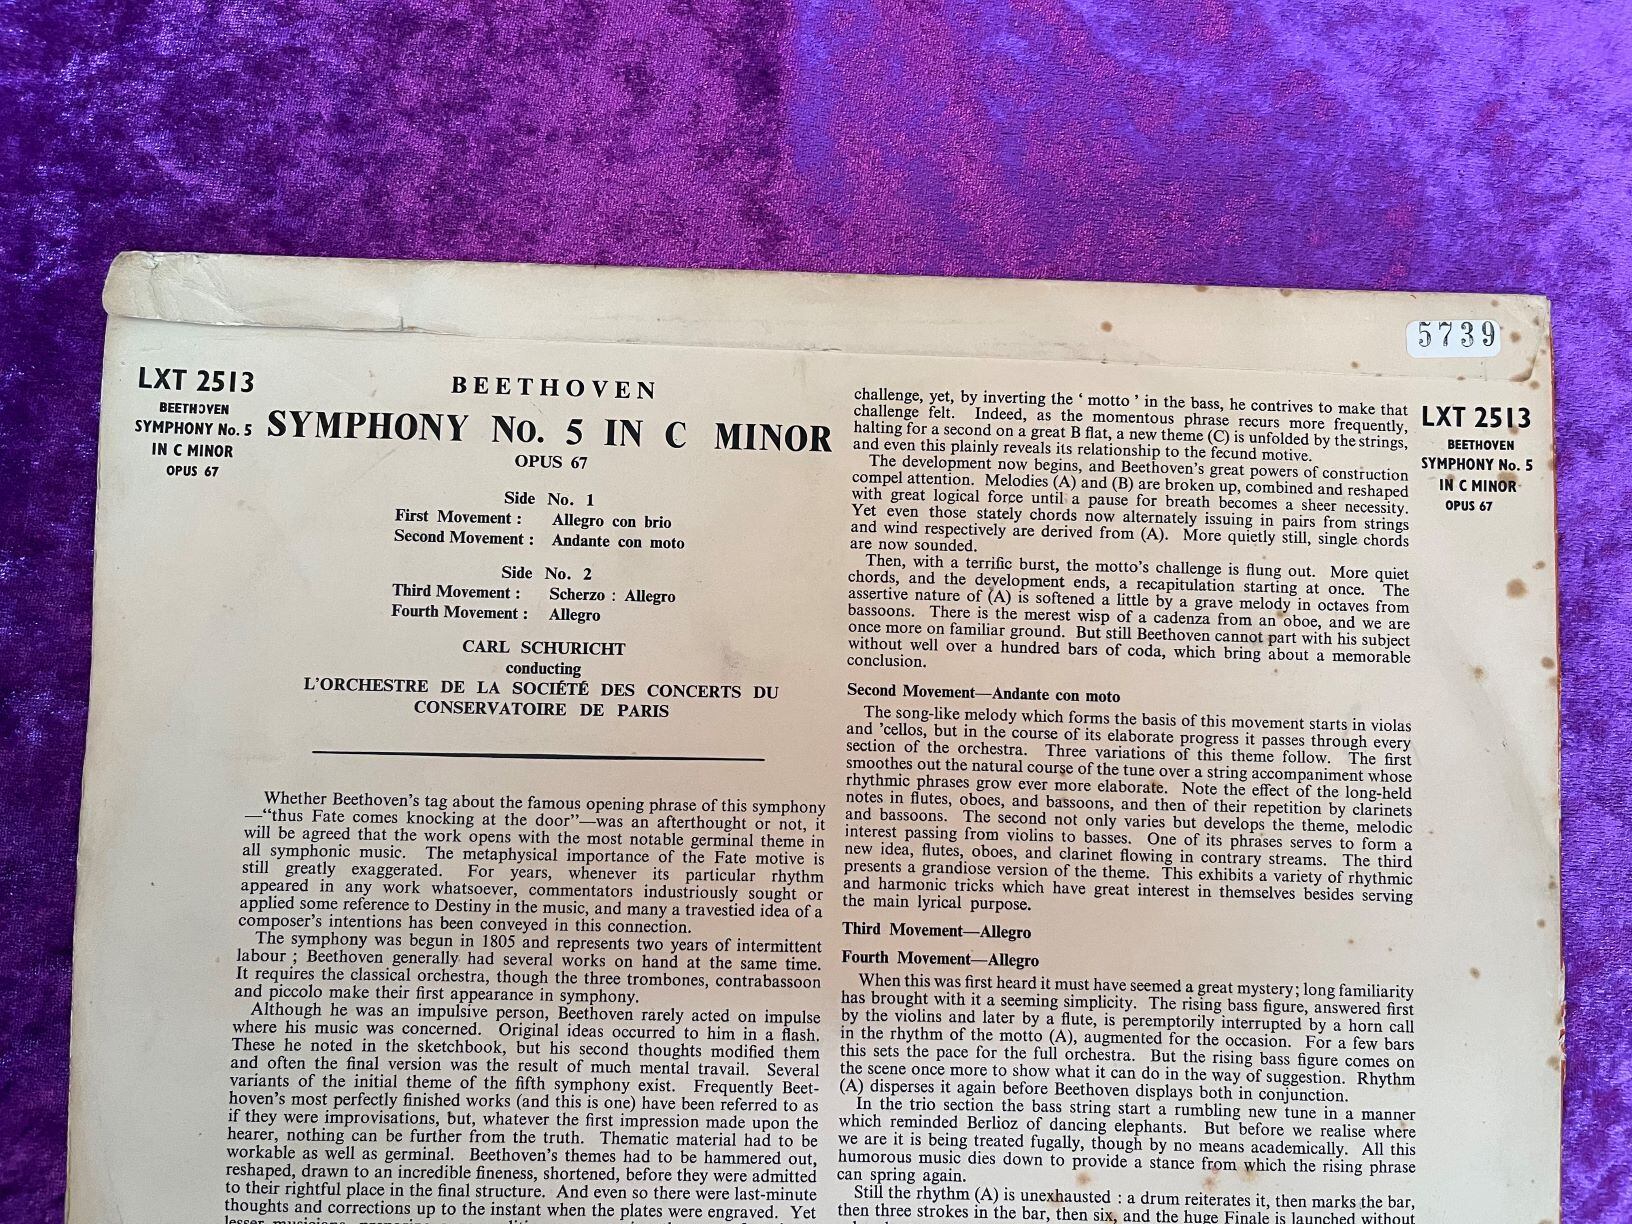 5739
LXT 2513
BEETHOVEN
SYMPHONY No. 5
IN C MINOR
OPUS 67
BEETHOVEN
SYMPHONY No. 5 IN C MINOR
OPUS 67
Side No. 1
First Movement : Allegro con brio
Second Movement : Andante con moto
Side No. 2
Third Movement : Scherzo : Allegro
Fourth Movement : Allegro
CARL SCHURICHT
conducting
L'ORCHESTRE DE LA SOCIÉTÉ DES CONCERTS DU
CONSERVATOIRE DE PARIS
Whether Beethoven's tag about the famous opening phrase of this symphony
—“thus Fate comes knocking at the door”—was an afterthought or not, it
will be agreed that the work opens with the most notable germinal theme in
all symphonic music. The metaphysical importance of the Fate motive is
still greatly exaggerated. For years, whenever its particular rhythm
appeared in any work whatsoever, commentators industriously sought or
applied some reference to Destiny in the music, and many a travestied idea of a
composer's intentions has been conveyed in this connection.
The symphony was begun in 1805 and represents two years of intermittent
labour ; Beethoven generally had several works on hand at the same time.
It requires the classical orchestra, though the three trombones, contrabassoon
and piccolo make their first appearance in symphony.
Although he was an impulsive person, Beethoven rarely acted on impulse
where his music was concerned. Original ideas occurred to him in a flash.
These he noted in the sketchbook, but his second thoughts modified them
and often the final version was the result of much mental travail. Several
variants of the initial theme of the fifth symphony exist. Frequently Beet-
hoven's most perfectly finished works (and this is one) have been referred to as
if they were improvisations, but, whatever the first impression made upon the
hearer, nothing can be further from the truth. Thematic material had to be
workable as well as germinal. Beethoven's themes had to be hammered out,
reshaped, drawn to an incredible fineness, shortened, before they were admitted
to their rightful place in the final structure. And even so there were last-minute
thoughts and corrections up to the instant when the plates were engraved. Yet
challenge, yet, by inverting the ‘ motto ’ in the bass, he contrives to make that
challenge felt. Indeed, as the momentous phrase recurs more frequently,
halting for a second on a great B flat, a new theme (C) is unfolded by the strings,
and even this plainly reveals its relationship to the fecund motive.
The development now begins, and Beethoven's great powers of construction
compel attention. Melodies (A) and (B) are broken up, combined and reshaped
with great logical force until a pause for breath becomes a sheer necessity.
Yet even those stately chords now alternately issuing in pairs from strings
and wind respectively are derived from (A). More quietly still, single chords
are now sounded.
Then, with a terrific burst, the motto's challenge is flung out. More quiet
chords, and the development ends, a recapitulation starting at once. The
assertive nature of (A) is softened a little by a grave melody in octaves from
bassoons. There is the merest wisp of a cadenza from an oboe, and we are
once more on familiar ground. But still Beethoven cannot part with his subject
without well over a hundred bars of coda, which bring about a memorable
conclusion.
Second Movement—Andante con moto
The song-like melody which forms the basis of this movement starts in violas
and 'cellos, but in the course of its elaborate progress it passes through every
section of the orchestra. Three variations of this theme follow. The first
smoothes out the natural course of the tune over a string accompaniment whose
rhythmic phrases grow ever more elaborate. Note the effect of the long-held
notes in flutes, oboes, and bassoons, and then of their repetition by clarinets
and bassoons. The second not only varies but develops the theme, melodic
interest passing from violins to basses. One of its phrases serves to form a
new idea, flutes, oboes, and clarinet flowing in contrary streams. The third
presents a grandiose version of the theme. This exhibits a variety of rhythmic
and harmonic tricks which have great interest in themselves besides serving
the main lyrical purpose.
Third Movement—Allegro
Fourth Movement—Allegro
When this was first heard it must have seemed a great mystery; long familiarity
has brought with it a seeming simplicity. The rising bass figure, answered first
by the violins and later by a flute, is peremptorily interrupted by a horn call
in the rhythm of the motto (A), augmented for the occasion. For a few bars
this sets the pace for the full orchestra. But the rising bass figure comes on
the scene once more to show what it can do in the way of suggestion. Rhythm
(A) disperses it again before Beethoven displays both in conjunction.
In the trio section the bass string start a rumbling new tune in a manner
which reminded Berlioz of dancing elephants. But before we realise where
we are it is being treated fugally, though by no means academically. All this
humorous music dies down to provide a stance from which the rising phrase
can spring again.
Still the rhythm (A) is unexhausted : a drum reiterates it, then marks the bar,
then three strokes in the bar, then six, and the huge Finale is launched without
LXT 2513
BEETHOVEN
SYMPHONY No. 5
IN C MINOR
OPUS 67